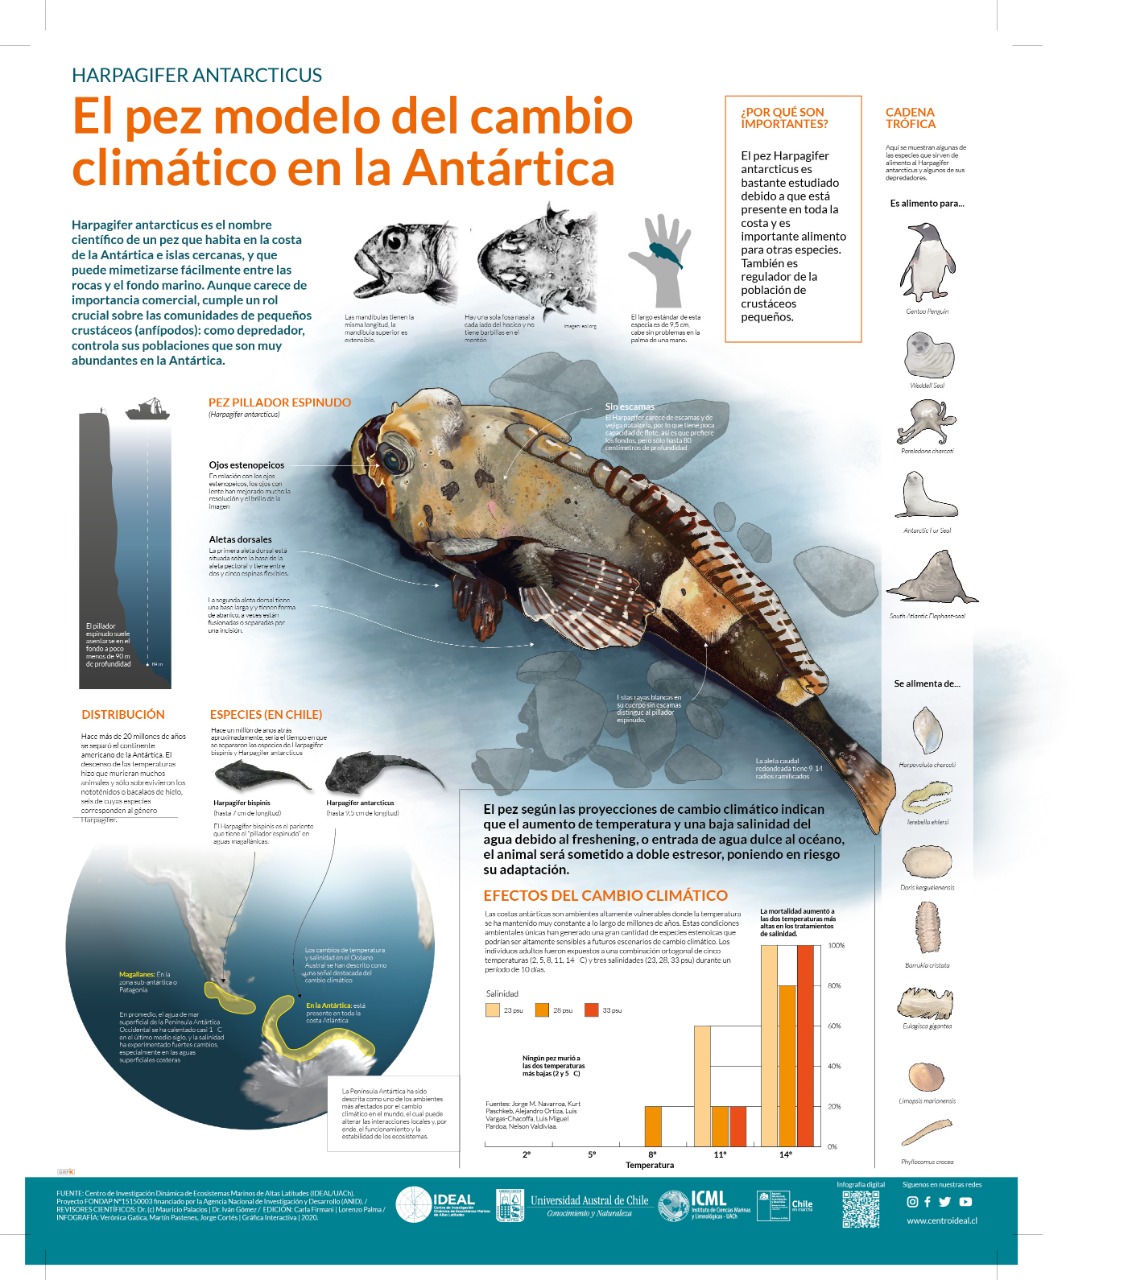 HARPAGIFER ANTARCTICUS
El pez modelo del cambio
climático en la Antártica
Harpagifer antarcticus es el nombre
científico de un pez que habita en la costa
de la Antártica e islas cercanas, y que
puede mimetizarse fácilmente entre las
rocas y el fondo marino. Aunque carece de
importancia comercial, cumple un rol
crucial sobre las comunidades de pequeños
crustáceos (anfípodos): como depredador,
controla sus poblaciones que son muy
abundantes en la Antártica.
Las mandíbulas tienen la
misma longitud, la
mandíbula superior es
extensible.
Hay una sola fosa nasal a
cada lado del hocico y no
tiene barbillas en el
mentón
Imagen: eol.org
El largo estándar de esta
especie es de 9,5 cm,
cabe sin problemas en la
palma de una mano.
¿POR QUÉ SON
IMPORTANTES?
El pez Harpagifer
antarcticus es
bastante estudiado
debido a que está
presente en toda la
costa y es
importante alimento
para otras especies.
También es
regulador de la
población de
crustáceos
pequeños.
CADENA
TRÓFICA
Aquí se muestran algunas de
las especies que sirven de
alimento al Harpagifer
antarcticus y algunos de sus
depredadores.
Es alimento para...
Gentoo Penguin
Waddell Seal
Pareledone charcoti
Antarctic Fur Seal
South Atlantic Elephant-seal
Se alimenta de...
Harpovoluta charcoti
Terebella ehlersi
Doris kerguelenensis
Barrukia cristata
Eulagisca gigantea
Limopsis marionensis
Phyllocomus crocea
PEZ PILLADOR ESPINUDO
(Harpagifer antarcticus)
Ojos estenopeicos
En relación con los ojos
estenopeicos, los ojos con
lente han mejorado mucho la
resolución y el brillo de la
imagen
Aletas dorsales
La primera aleta dorsal está
situada sobre la base de la
aleta pectoral y tiene entre
dos y cinco espinas flexibles.
La segunda aleta dorsal tiene
una base larga y y tienen forma
de abanico, a veces están
fusionadas o separadas por
una incisión.
Sin escamas
El Harpagifer carece de escamas y de
vejiga natatoria, por lo que tiene poca
capacidad de flote, así es que prefiere
los fondos, pero sólo hasta 80
centímetros de profundidad.
Estas rayas blancas en
su cuerpo sin escamas
distingue al pillador
espinudo.
La aleta caudal
redondeada tiene 9-14
radios ramificados
El pillador
espinudo suele
asentarse en el
fondo a poco
menos de 90 m
de profundidad
DISTRIBUCIÓN
Hace más de 20 millones de años
se separó el continente
americano de la Antártica. El
descenso de las temperaturas
hizo que murieran muchos
animales y sólo sobrevivieron los
nototénidos o bacalaos de hielo,
seis de cuyas especies
corresponden al género
Harpagifer.
ESPECIES (EN CHILE)
Hace un millón de años atrás
aproximadamente, sería el tiempo en que
se separaron las especies de Harpagifer
bispinis y Harpagifer antarcticus
Harpagifer bispinis
(hasta 7 cm de longitud)
El Harpagifer bispinis es el pariente
que tiene el "pillador espinudo" en
aguas magallánicas.
Harpagifer antarcticus
(hasta 9.5 cm de longitud)
Magallanes: En la
zona sub-antártica o
Patagonia
En promedio, el agua de mar
superficial de la Península Antártica
Occidental se ha calentado casi 1 C
en el último medio siglo, y la salinidad
ha experimentado fuertes cambios,
especialmente en las aguas
superficiales costeras
Los cambios de temperatura
y salinidad en el Océano
Austral se han descrito como
una señal destacada del
cambio climático
En la Antártica: está
presente en toda la
costa Atlántica.
La Península Antártica ha sido
descrita como uno de los ambientes
más afectados por el cambio
climático en el mundo, el cual puede
alterar las interacciones locales y, por
ende, el funcionamiento y la
estabilidad de los ecosistemas.
El pez según las proyecciones de cambio climático indican
que el aumento de temperatura y una baja salinidad del
agua debido al freshening, o entrada de agua dulce al océano,
el animal será sometido a doble estresor, poniendo en riesgo
su adaptación.
EFECTOS DEL CAMBIO CLIMÁTICO
Las costas antárticas son ambientes altamente vulnerables donde la temperatura
se ha mantenido muy constante a lo largo de millones de años. Estas condiciones
ambientales únicas han generado una gran cantidad de especies estenoicas que
podrían ser altamente sensibles a futuros escenarios de cambio climático. Los
individuos adultos fueron expuestos a una combinación ortogonal de cinco
temperaturas (2, 5, 8, 11, 14 C) y tres salinidades (23, 28, 33 psu) durante un
período de 10 días.
La mortalidad aumentó a
las dos temperaturas más
altas en los tratamientos
de salinidad.
Salinidad
23 psu
28 psu
33 psu
Ningún pez murió a
las dos temperaturas
más bajas (2 y 5 C)
Fuentes: Jorge M. Navarroa, Kurt
Paschkeb, Alejandro Ortiza, Luis
Vargas-Chacoffa, Luis Miguel
Pardoa, Nelson Valdiviaa.
100%
80%
60%
40%
20%
0%
2° 5° 8° 11° 14°
Temperatura
FUENTE: Centro de Investigación Dinámica de Ecosistemas Marinos de Altas Latitudes (IDEAL/UACh).
Proyecto FONDAP N°15150003 financiado por la Agencia Nacional de Investigación y Desarrollo (ANID). /
REVISORES CIENTÍFICOS: Dr. (c) Mauricio Palacios | Dr. Iván Gómez / EDICIÓN: Carla Firmani | Lorenzo Palma /
INFOGRAFÍA: Verónica Gatica, Martín Pastenes, Jorge Cortés | Gráfica Interactiva | 2020.
IDEAL
Centro de Investigación
Dinámica de Ecosistemas Marinos
de Altas Latitudes
Universidad Austral de Chile
Conocimiento y Naturaleza
ICML
Instituto de Ciencias Marinas
y Limnológicas - UACh
Chile
Infografía digital
Síguenos en nuestras redes
www.centroideal.cl